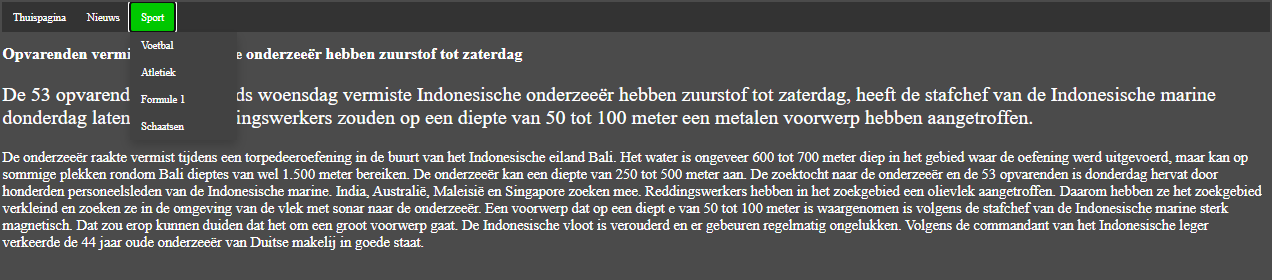 Thuispagina Nieuws Sport
Voetbal
Atletiek
Formule 1
Schaatsen
Opvarenden vermi e onderzeeër hebben zuurstof tot zaterdag
De 53 opvarend ds woensdag vermiste Indonesische onderzeeër hebben zuurstof tot zaterdag, heeft de stafchef van de Indonesische marine
donderdag laten dingswerkers zouden op een diepte van 50 tot 100 meter een metalen voorwerp hebben aangetroffen.
De onderzeeër raakte vermist tijdens een torpedeeroefening in de buurt van het Indonesische eiland Bali. Het water is ongeveer 600 tot 700 meter diep in het gebied waar de oefening werd uitgevoerd, maar kan op
sommige plekken rondom Bali dieptes van wel 1.500 meter bereiken. De onderzeeër kan een diepte van 250 tot 500 meter aan. De zoektocht naar de onderzeeër en de 53 opvarenden is donderdag hervat door
honderden personeelsleden van de Indonesische marine. India, Australië, Maleisië en Singapore zoeken mee. Reddingswerkers hebben in het zoekgebied een olievlek aangetroffen. Daarom hebben ze het zoekgebied
verkleind en zoeken ze in de omgeving van de vlek met sonar naar de onderzeeër. Een voorwerp dat op een diept e van 50 tot 100 meter is waargenomen is volgens de stafchef van de Indonesische marine sterk
magnetisch. Dat zou erop kunnen duiden dat het om een groot voorwerp gaat. De Indonesische vloot is verouderd en er gebeuren regelmatig ongelukken. Volgens de commandant van het Indonesische leger
verkeerde de 44 jaar oude onderzeeër van Duitse makelij in goede staat.